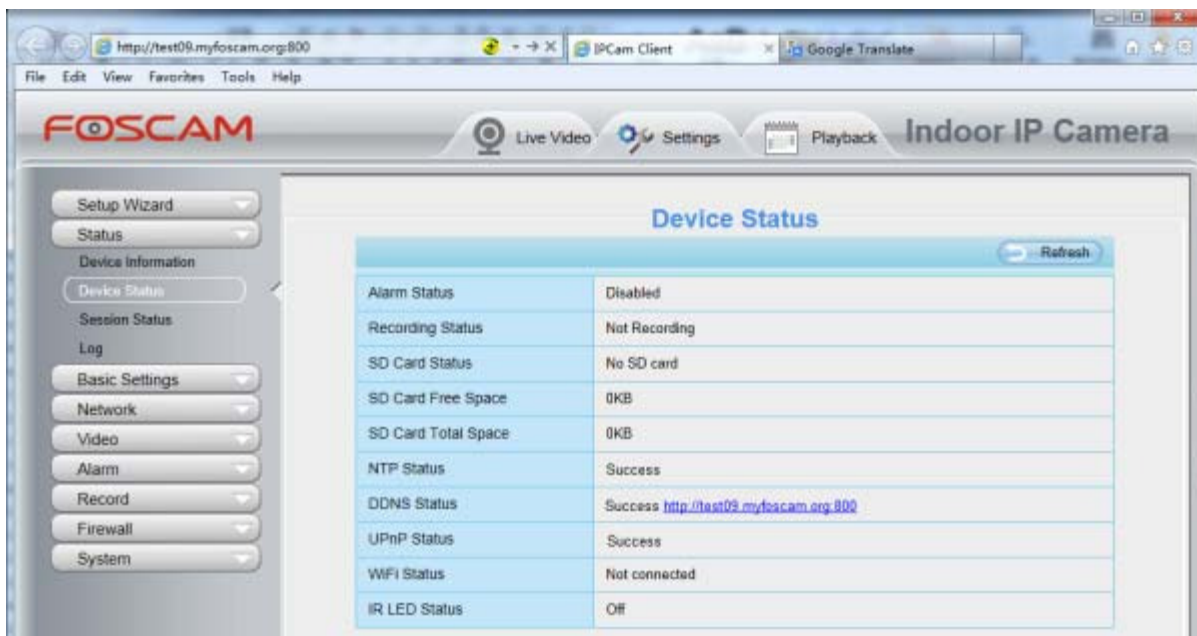 http://test09.myfoscam.org:800
IPCam Client
Google Translate
File Edit View Favorites Tools Help
FOSCAM
Live Video
Settings
Playback
Indoor IP Camera
Setup Wizard
Status
Device Information
Device Status
Session Status
Log
Basic Settings
Network
Video
Alarm
Record
Firewall
System
Device Status
Refresh
Alarm Status Disabled
Recording Status Not Recording
SD Card Status No SD card
SD Card Free Space 0KB
SD Card Total Space 0KB
NTP Status Success
DDNS Status Success http://test09.myfoscam.org:800
UPnP Status Success
WiFi Status Not connected
IR LED Status Off